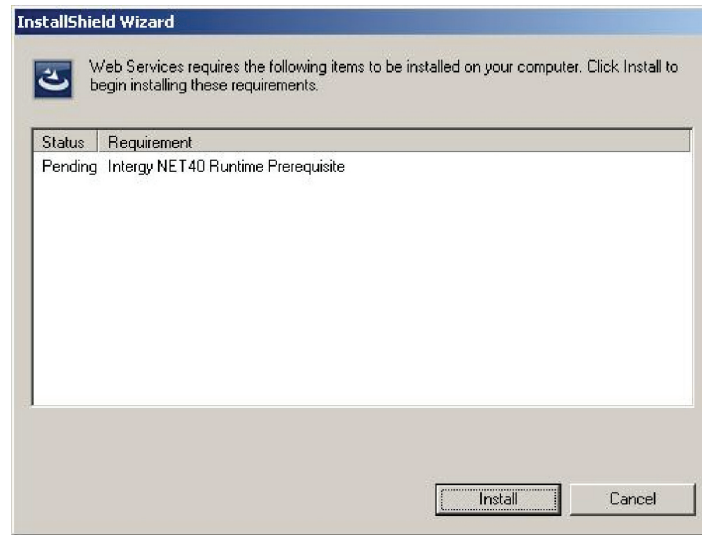 InstallShield Wizard
Web Services requires the following items to be installed on your computer. Click Install to
begin installing these requirements.
Status Requirement
Pending Intergy NET40 Runtime Prerequisite
Install Cancel